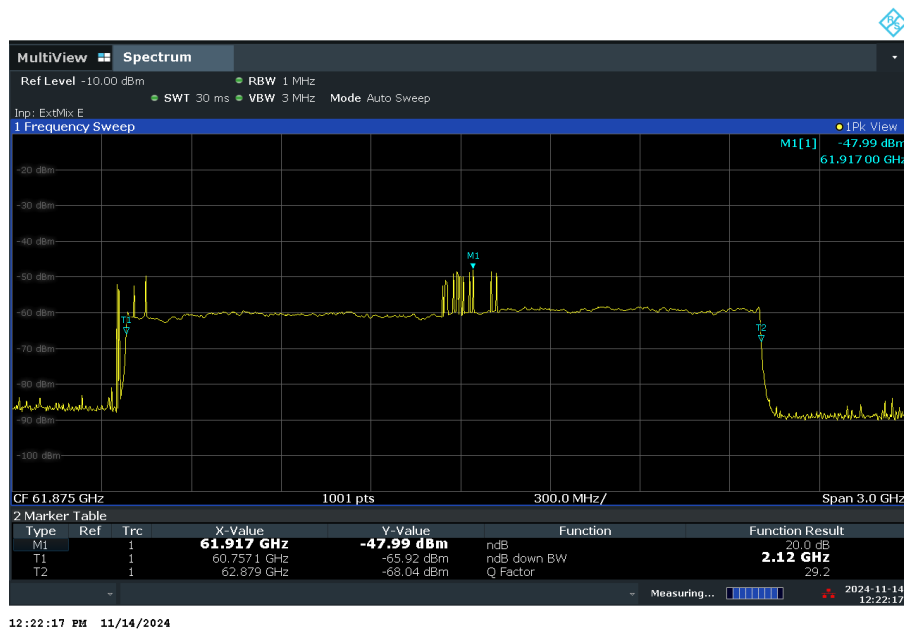 R S
MultiView Spectrum
Ref Level -10.00 dBm RBW 1 MHz
SWT 30 ms VBW 3 MHz Mode Auto Sweep
Inp: ExtMix E
1 Frequency Sweep 1Pk View
M1[1] -47.99 dBm
61.917 00 GHz
-20 dBm
-30 dBm
-40 dBm
M1
-50 dBm
-60 dBm
T1
T2
-70 dBm
-80 dBm
-90 dBm
-100 dBm
CF 61.875 GHz 1001 pts 300.0 MHz/ Span 3.0 GHz
2 Marker Table
Type Ref Trc X-Value Y-Value Function Function Result
M1 1 61.917 GHz -47.99 dBm ndB 20.0 dB
T1 1 60.7571 GHz -65.92 dBm ndB down BW 2.12 GHz
T2 1 62.879 GHz -68.04 dBm Q Factor 29.2
Measuring... 2024-11-14
12:22:17
12:22:17 PM 11/14/2024